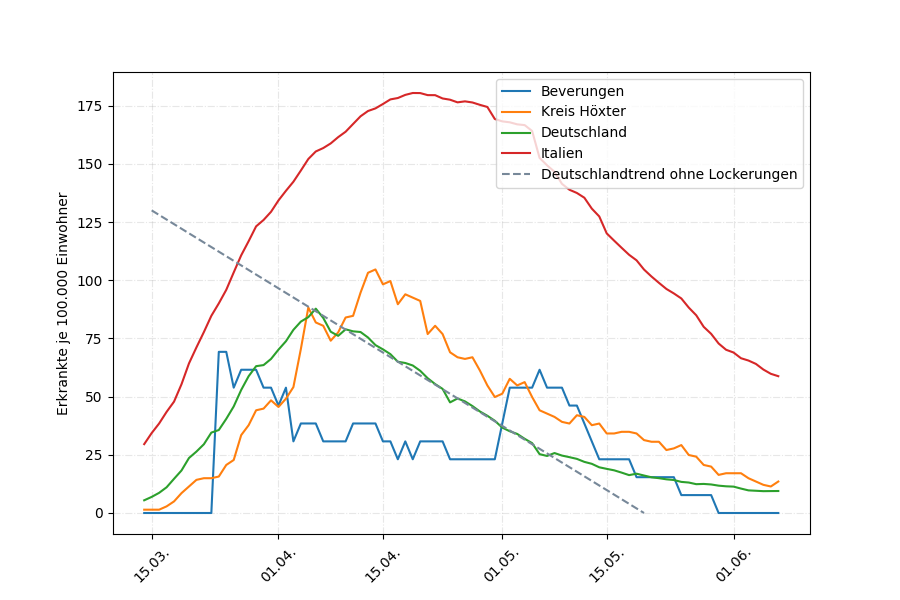 Erkrankte je 100.000 Einwohner
175
150
125
100
75
50
25
0
15.03.
01.04.
15.04.
01.05.
15.05.
01.06.
Beverungen
Kreis Höxter
Deutschland
Italien
Deutschlandtrend ohne Lockerungen